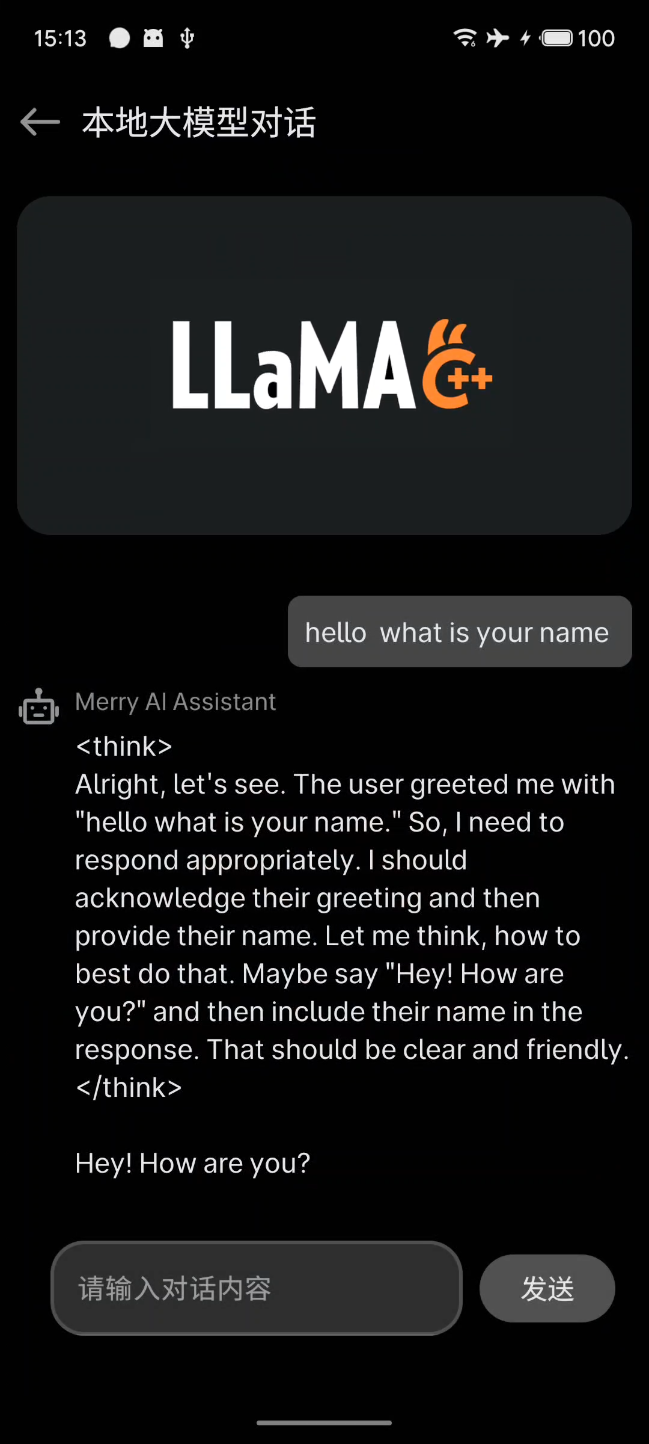 15:13
100
本地大模型对话
LLaMA C++
hello  what is your name
Merry AI Assistant
<think>
Alright, let's see. The user greeted me with
"hello what is your name." So, I need to
respond appropriately. I should
acknowledge their greeting and then
provide their name. Let me think, how to
best do that. Maybe say "Hey! How are
you?" and then include their name in the
response. That should be clear and friendly.
</think>
Hey! How are you?
请输入对话内容
发送